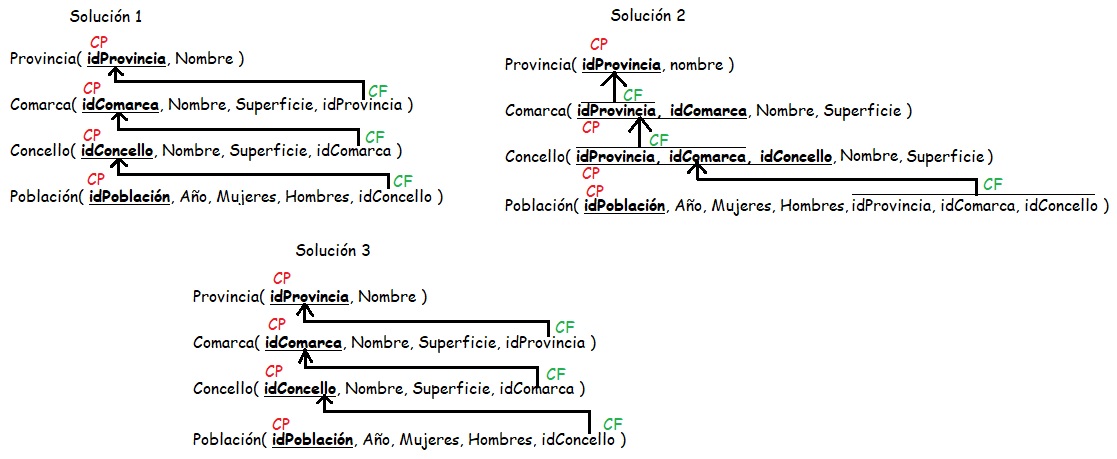 Solución 1
CP
Provincia( idProvincia, Nombre )
CP
CF
Comarca( idComarca, Nombre, Superficie, idProvincia )
CP
CF
Concello( idConcello, Nombre, Superficie, idComarca )
CP
CF
Población( idPoblación, Año, Mujeres, Hombres, idConcello )
Solución 2
CP
Provincia( idProvincia, nombre )
CF
Comarca( idProvincia, idComarca, Nombre, Superficie )
CP
CF
Concello( idProvincia, idComarca, idConcello, Nombre, Superficie )
CP
CP
CF
Población( idPoblación, Año, Mujeres, Hombres, idProvincia, idComarca, idConcello )
Solución 3
CP
Provincia( idProvincia, Nombre )
CP
CF
Comarca( idComarca, Nombre, Superficie, idProvincia )
CP
CF
Concello( idConcello, Nombre, Superficie, idComarca )
CP
CF
Población( idPoblación, Año, Mujeres, Hombres, idConcello )